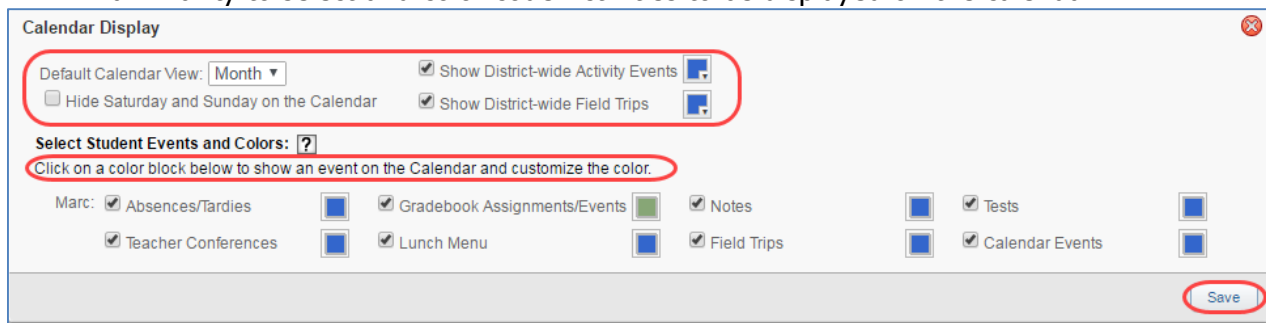 Calendar Display
Default Calendar View: Month
Show District-wide Activity Events
Hide Saturday and Sunday on the Calendar
Show District-wide Field Trips
Select Student Events and Colors: ?
Click on a color block below to show an event on the Calendar and customize the color.
Marc: Absences/Tardies Gradebook Assignments/Events Notes Tests
Teacher Conferences Lunch Menu Field Trips Calendar Events
Save